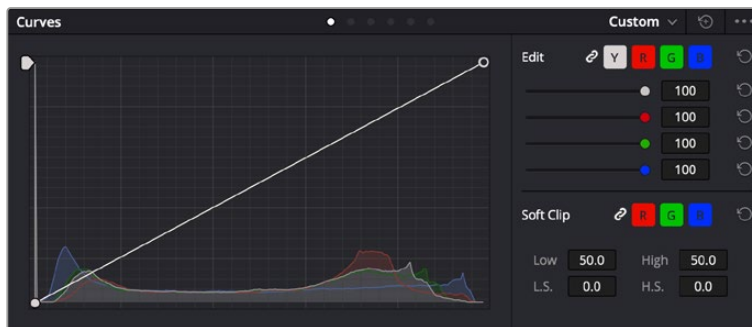 Curves Custom
Edit Y R G B
100
100
100
100
Soft Clip R G B
Low 50.0 High 50.0
L.S. 0.0 H.S. 0.0